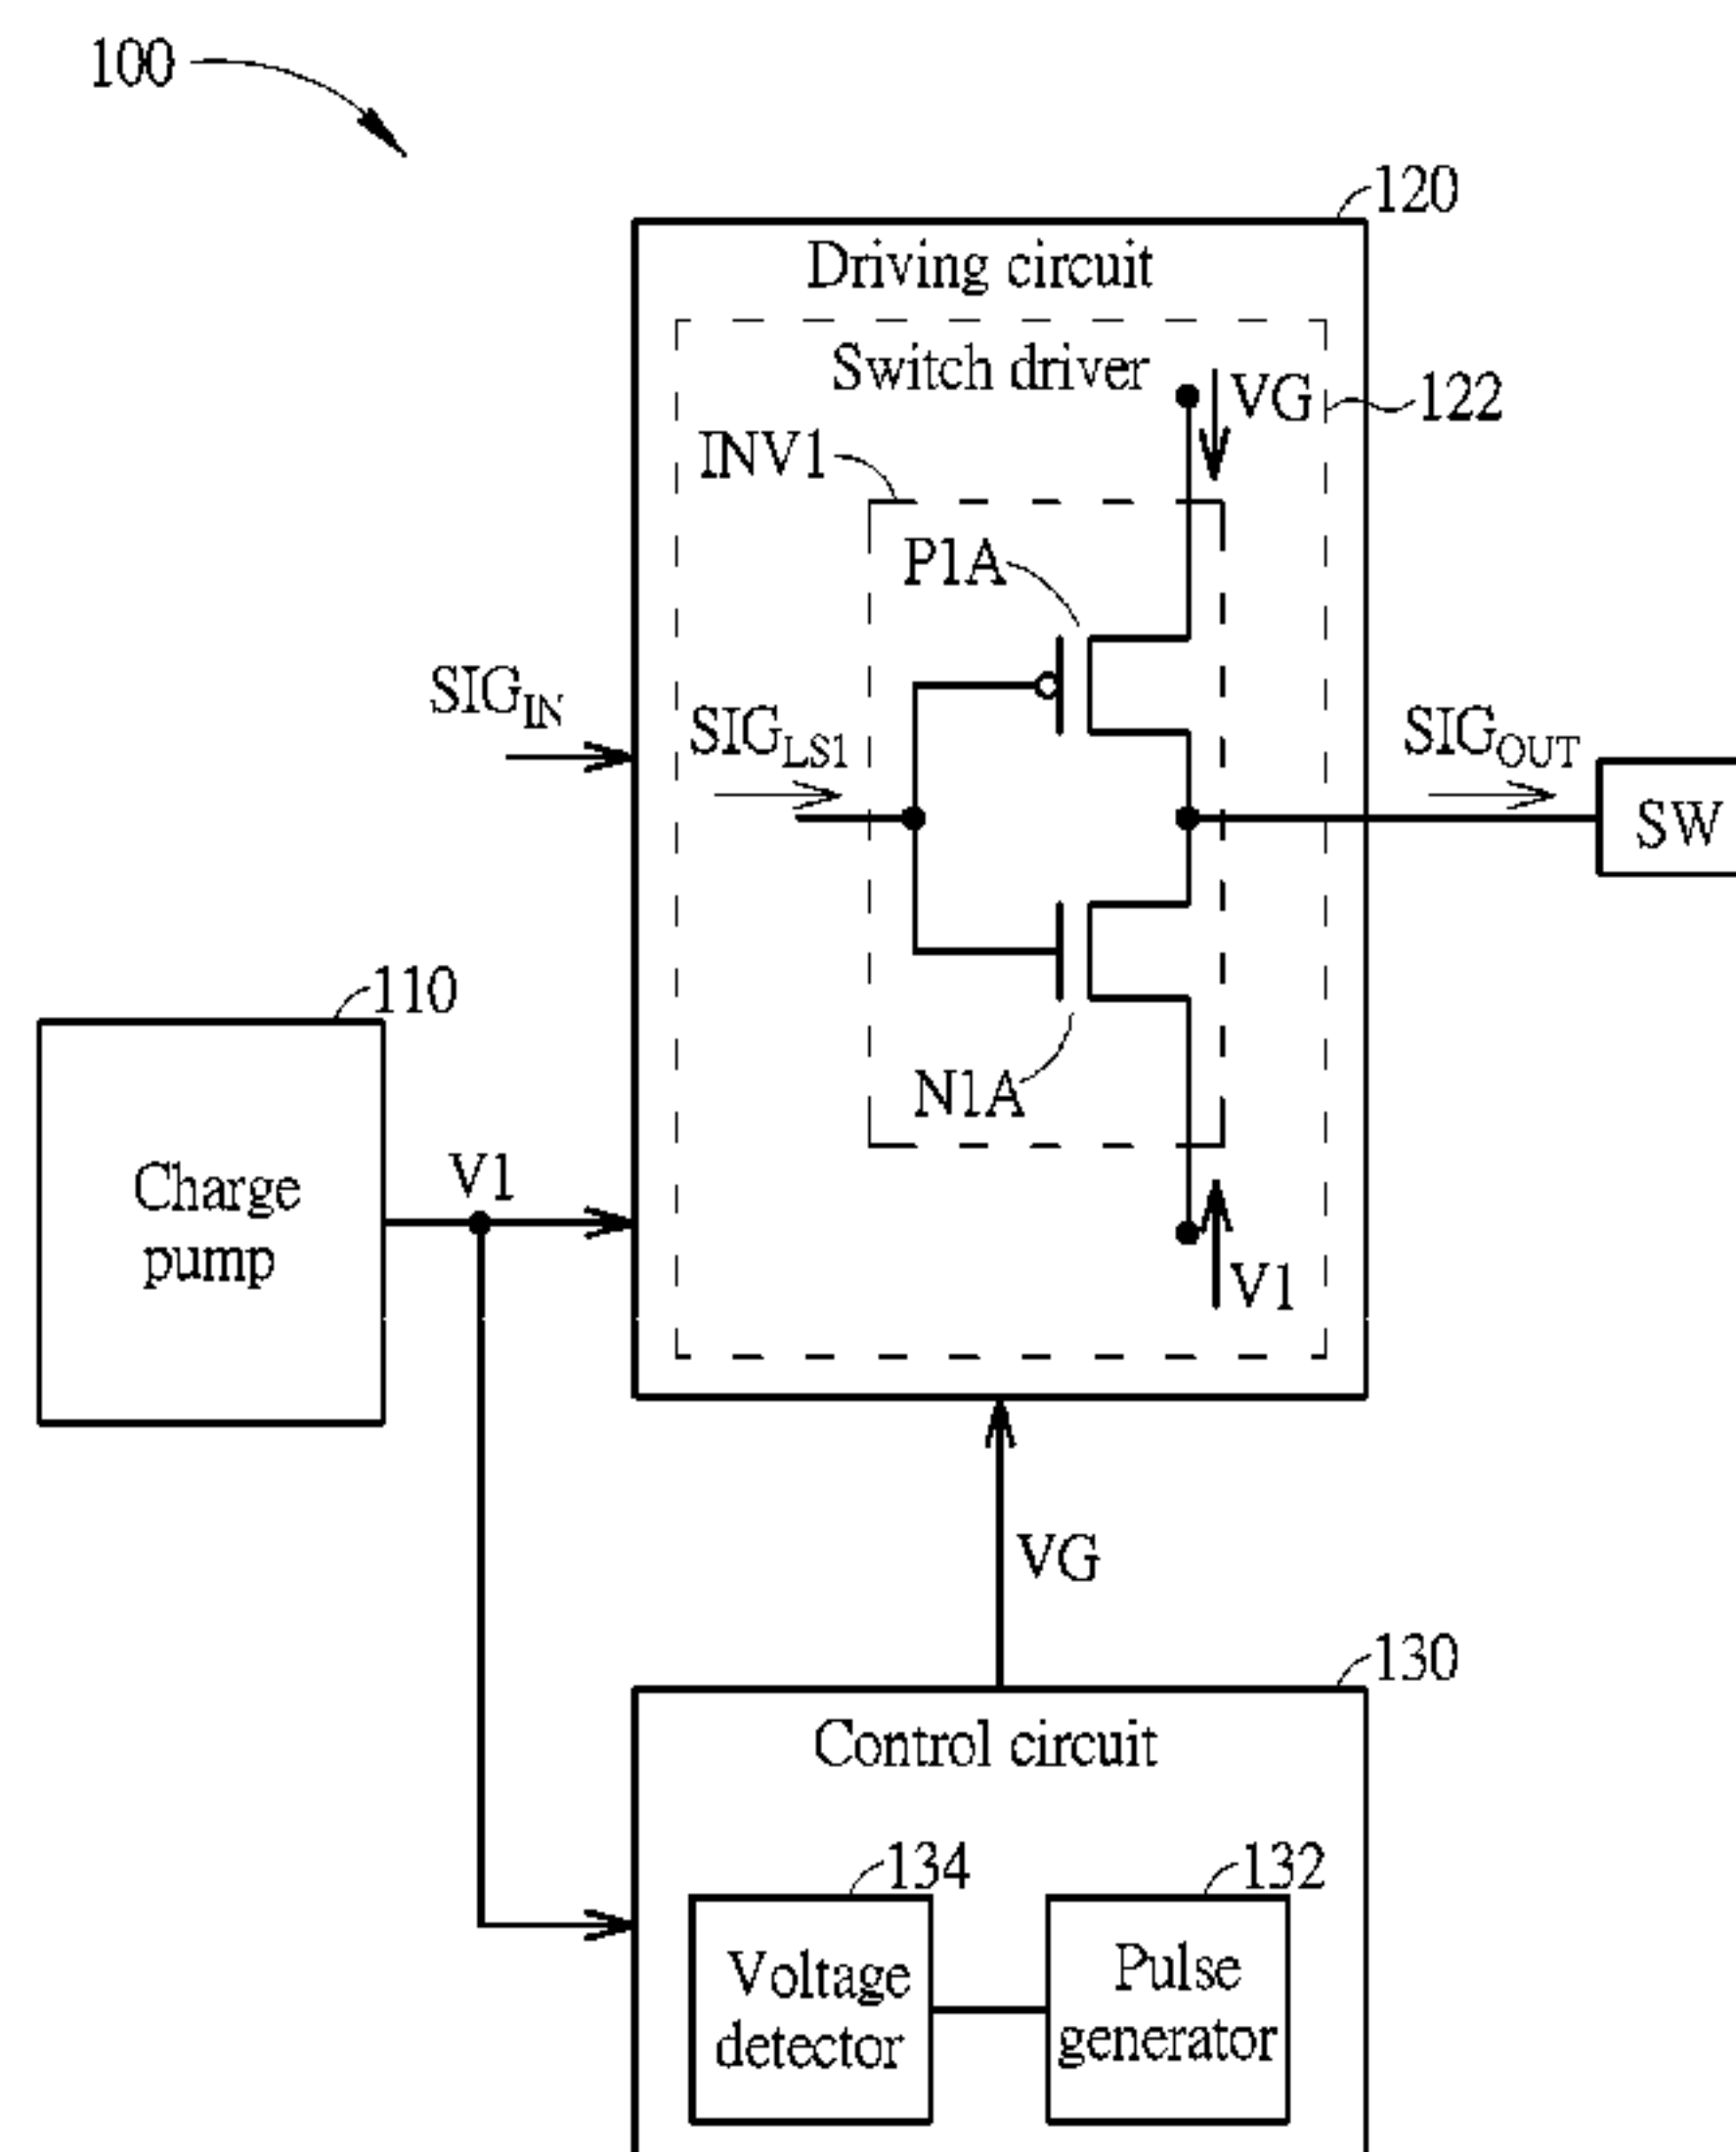 100
120
Driving circuit
Switch driver
VG
122
INV1
P1A
SIG_IN
SIG_LS1
SIG_OUT
SW
110
N1A
V1
Charge
pump
V1
VG
130
Control circuit
134
132
Voltage
detector
Pulse
generator